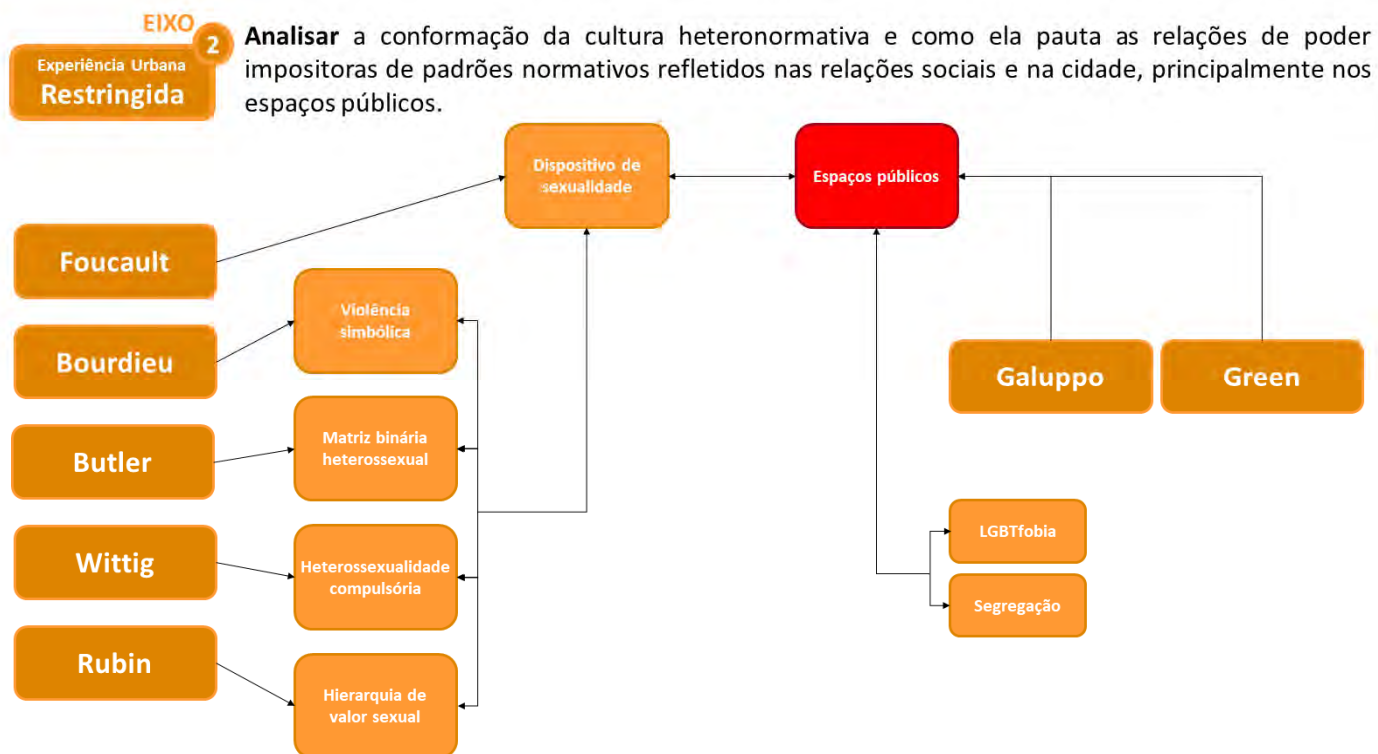 EIXO
2
Experiência Urbana
Restringida
Analisar a conformação da cultura heteronormativa e como ela pauta as relações de poder
impositoras de padrões normativos refletidos nas relações sociais e na cidade, principalmente nos
espaços públicos.
Dispositivo de
sexualidade
Espaços públicos
Foucault
Violência
simbólica
Bourdieu
Galuppo
Green
Matriz binária
heterossexual
Butler
LGBTfobia
Wittig
Heterossexualidade
compulsória
Segregação
Rubin
Hierarquia de
valor sexual